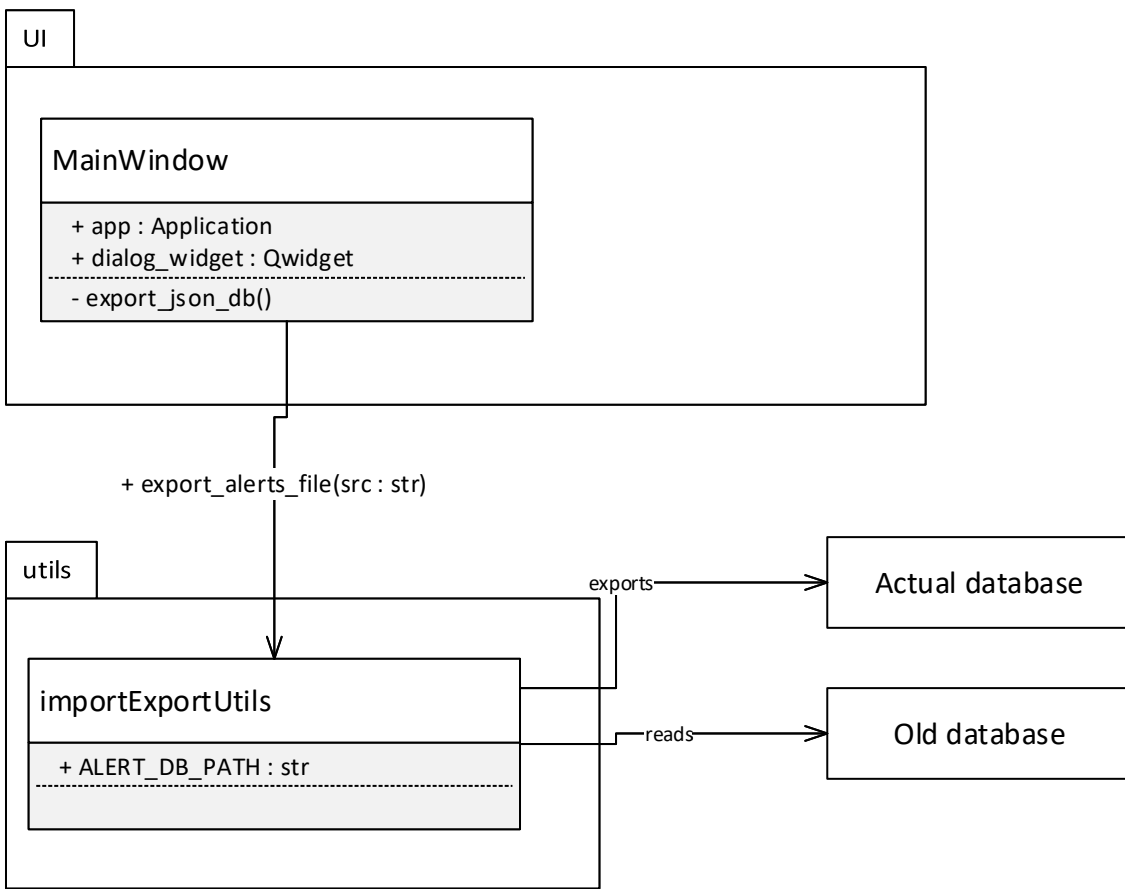 UI
MainWindow
+ app : Application
+ dialog_widget : Qwidget
- export_json_db()
+ export_alerts_file(src : str)
utils
importExportUtils
+ ALERT_DB_PATH : str
exports
Actual database
reads
Old database